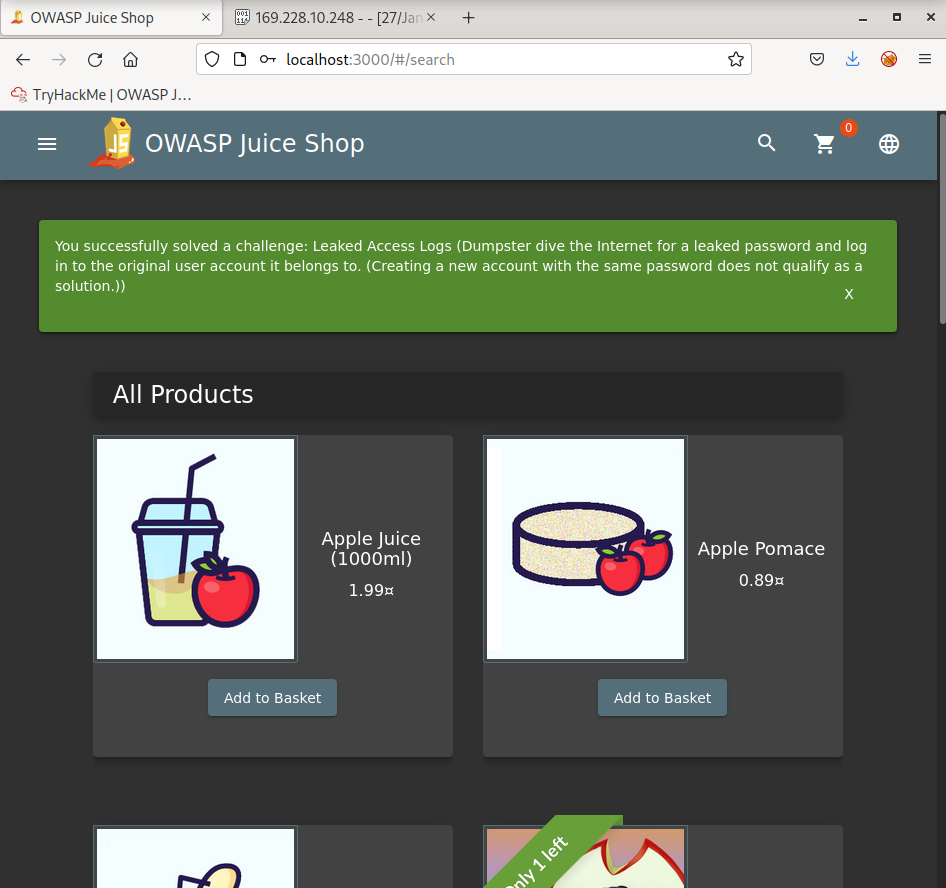 OWASP Juice Shop
169.228.10.248 - - [27/Jan
localhost:3000/#/search
TryHackMe | OWASP J…
JS
OWASP Juice Shop
0
You successfully solved a challenge: Leaked Access Logs (Dumpster dive the Internet for a leaked password and log
in to the original user account it belongs to. (Creating a new account with the same password does not qualify as a
solution.))
X
All Products
Apple Juice
(1000ml)
1.99¤
Apple Pomace
0.89¤
Add to Basket
Add to Basket
Only 1 left